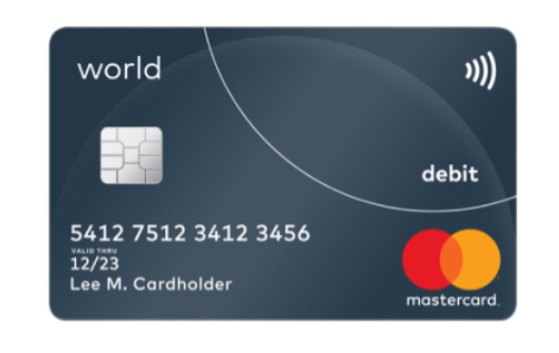 world
debit
5412 7512 3412 3456
VALID THRU
12/23
Lee M. Cardholder
mastercard.